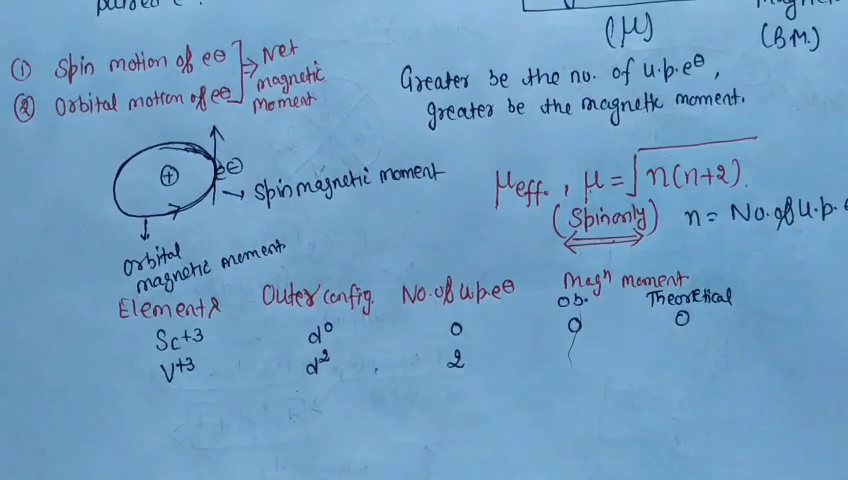 (μ)
(B.M.)
① Spin motion of e⊖
② Orbital motion of e⊖
⇒ Net magnetic moment
Greater be the no. of u.p.e⊖,
greater be the magnetic moment.
⊕
e⊖
→ Spin magnetic moment
Orbital
magnetic moment
μeff. , μ = √n(n+2).
(Spin only) n = No. of u.p.
Elements Outer config. No. of u.p.e⊖ Magⁿ moment
ob. Theoretical
Sc+3 d⁰ 0 0 0
V+3 d² 2